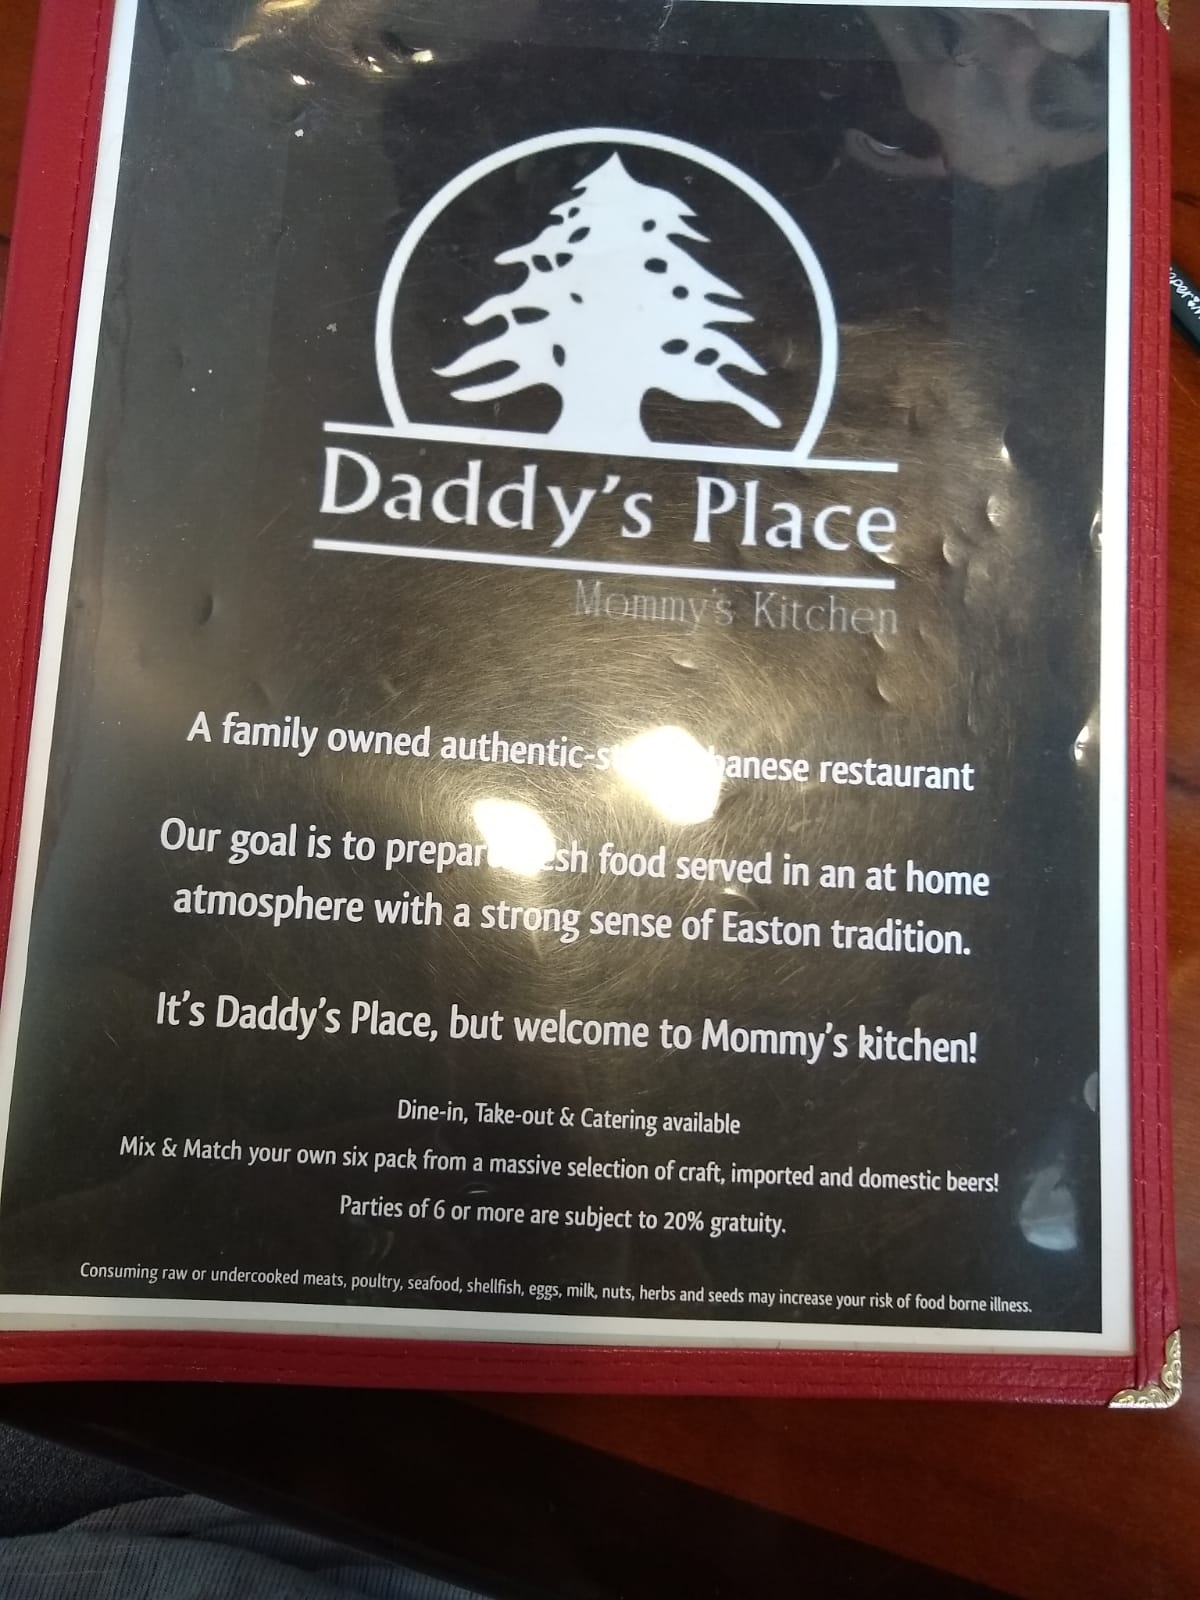 Daddy's Place
Mommy's Kitchen
A family owned authentic- restaurant
Our goal is to food served in an at home
atmosphere with a strong sense of Easton tradition.
It's Daddy's Place, but welcome to Mommy's kitchen!
Dine-in, Take-out & Catering available
Mix & Match your own six pack from a massive selection of craft, imported and domestic beers!
Parties of 6 or more are subject to 20% gratuity.
Consuming raw or undercooked meats, poultry, seafood, shellfish, eggs, milk, nuts, herbs and seeds may increase your risk of food borne illness.